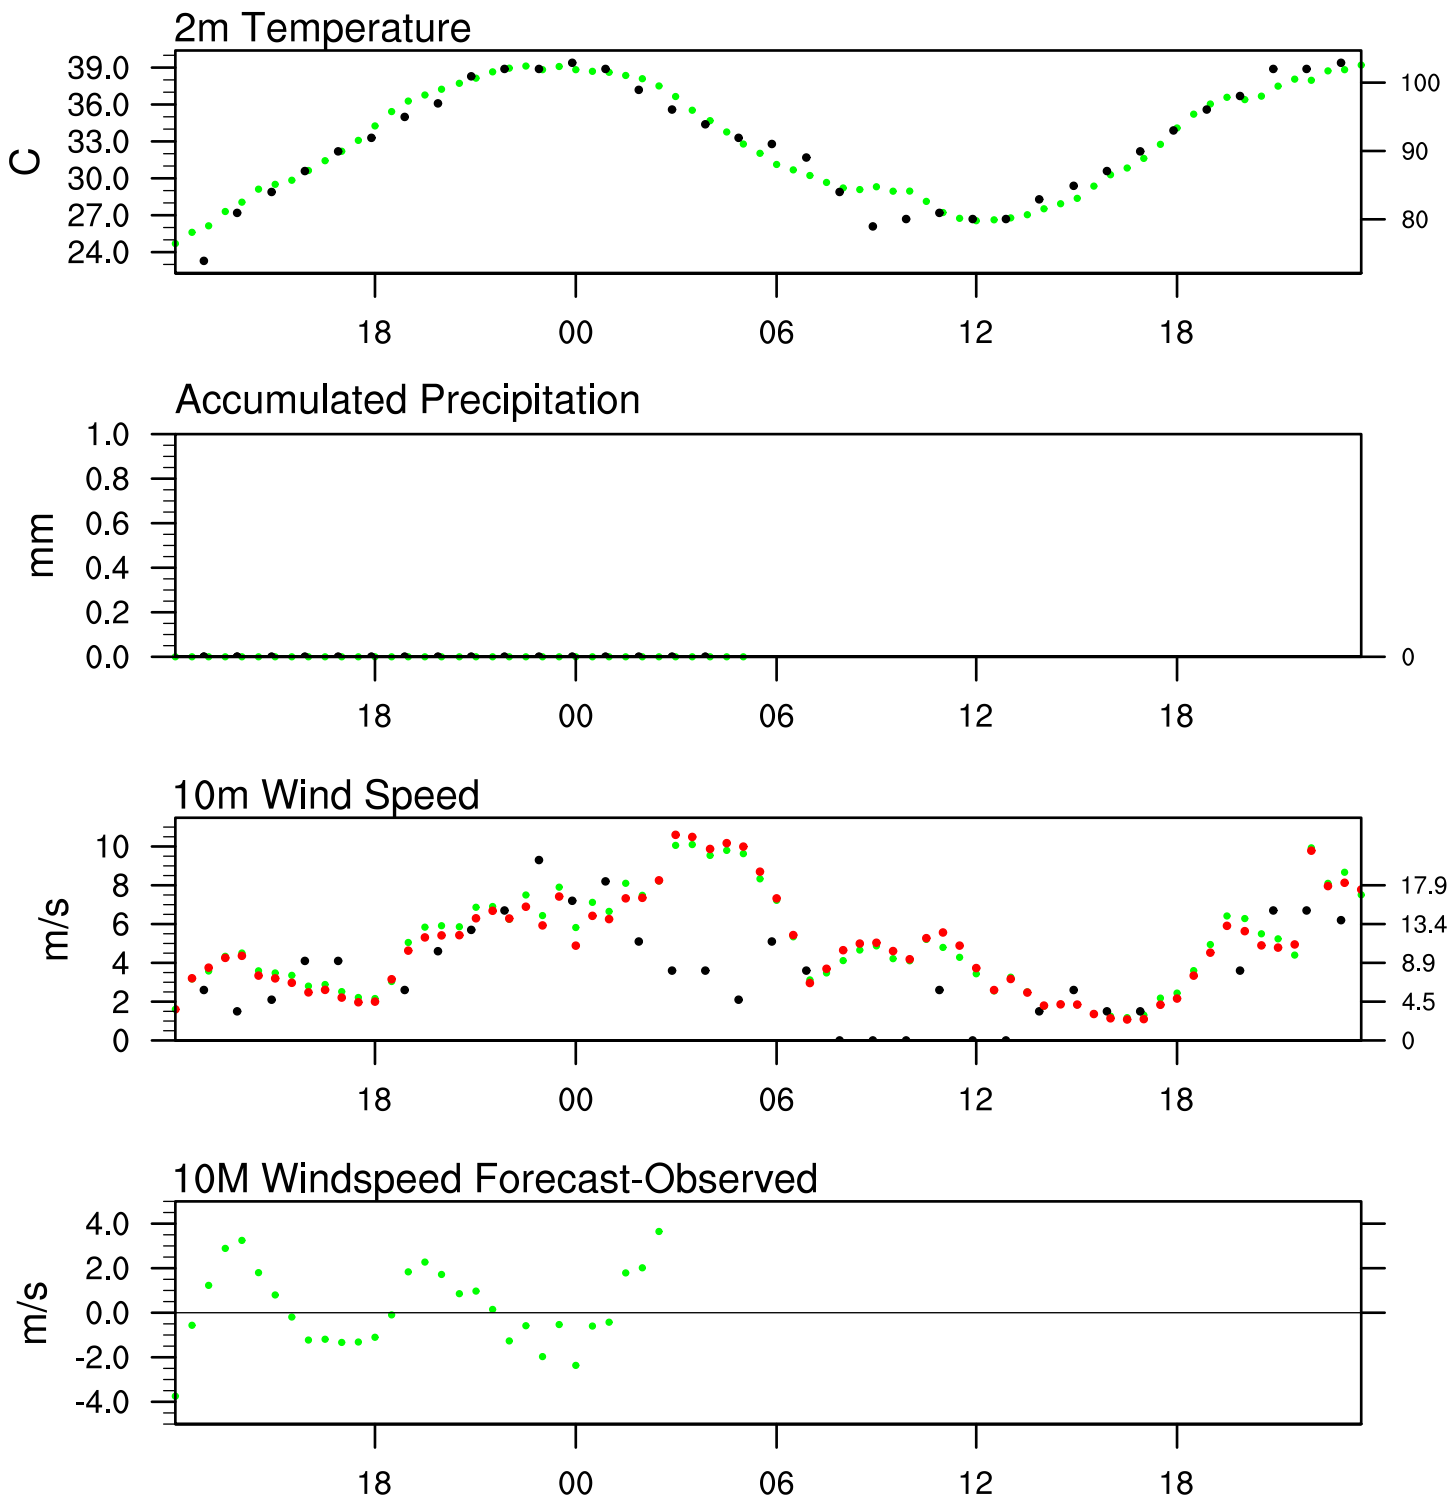 2m Temperature
39.0
36.0
33.0
30.0
27.0
24.0
C
100
90
80
18 00 06 12 18
Accumulated Precipitation
1.0
0.8
0.6
0.4
0.2
0.0
mm
0
18 00 06 12 18
10m Wind Speed
10
8
6
4
2
0
m/s
17.9
13.4
8.9
4.5
0
18 00 06 12 18
10M Windspeed Forecast-Observed
4.0
2.0
0.0
-2.0
-4.0
m/s
18 00 06 12 18